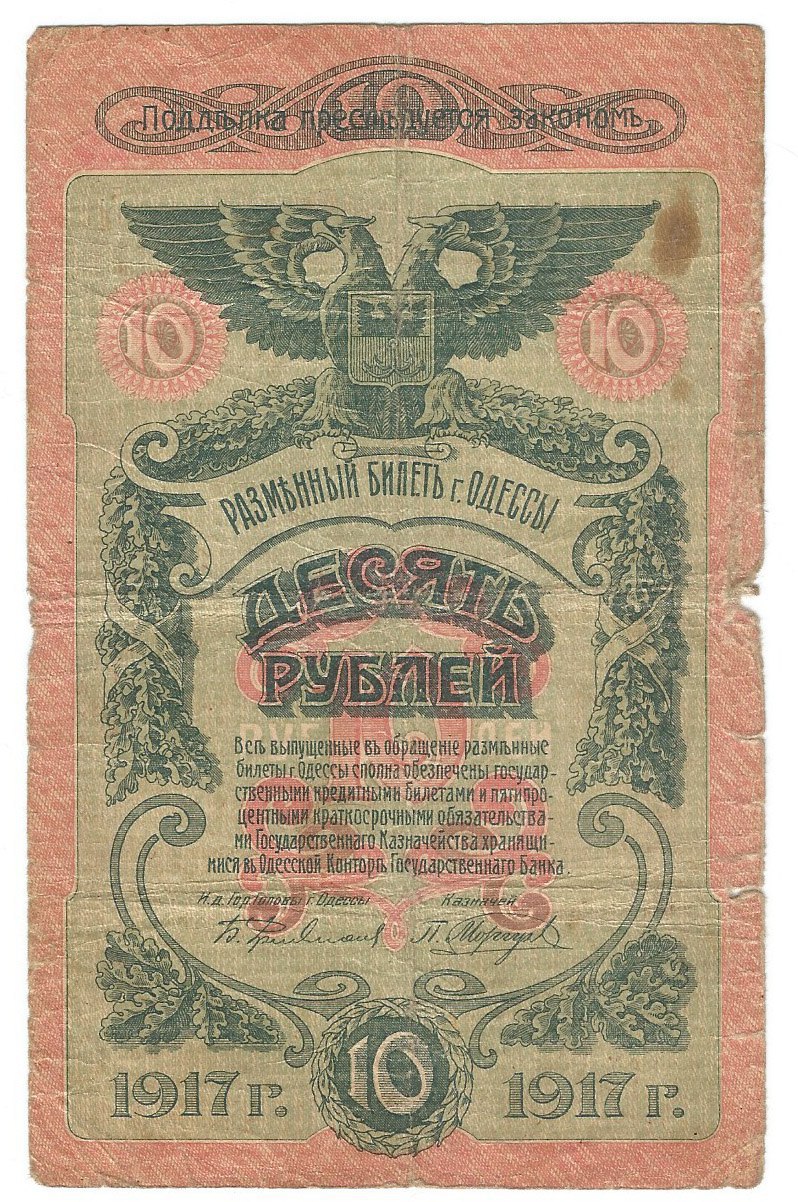 Поддѣлка преслѣдуется закономъ
10 10
РАЗМѢННЫЙ БИЛЕТЪ г. ОДЕССЫ
ДЕСЯТЬ
РУБЛЕЙ
Всѣ выпущенные въ обращеніе размѣнные
билеты г. Одессы сполна обезпечены государ-
ственными кредитными билетами и пятипро-
центными краткосрочными обязательства-
ми Государственнаго Казначейства хранящи-
мися въ Одесской Конторѣ Государственнаго Банка.
И. д. Гор. Головы г. Одессы Казначей
10
1917 г. 1917 г.